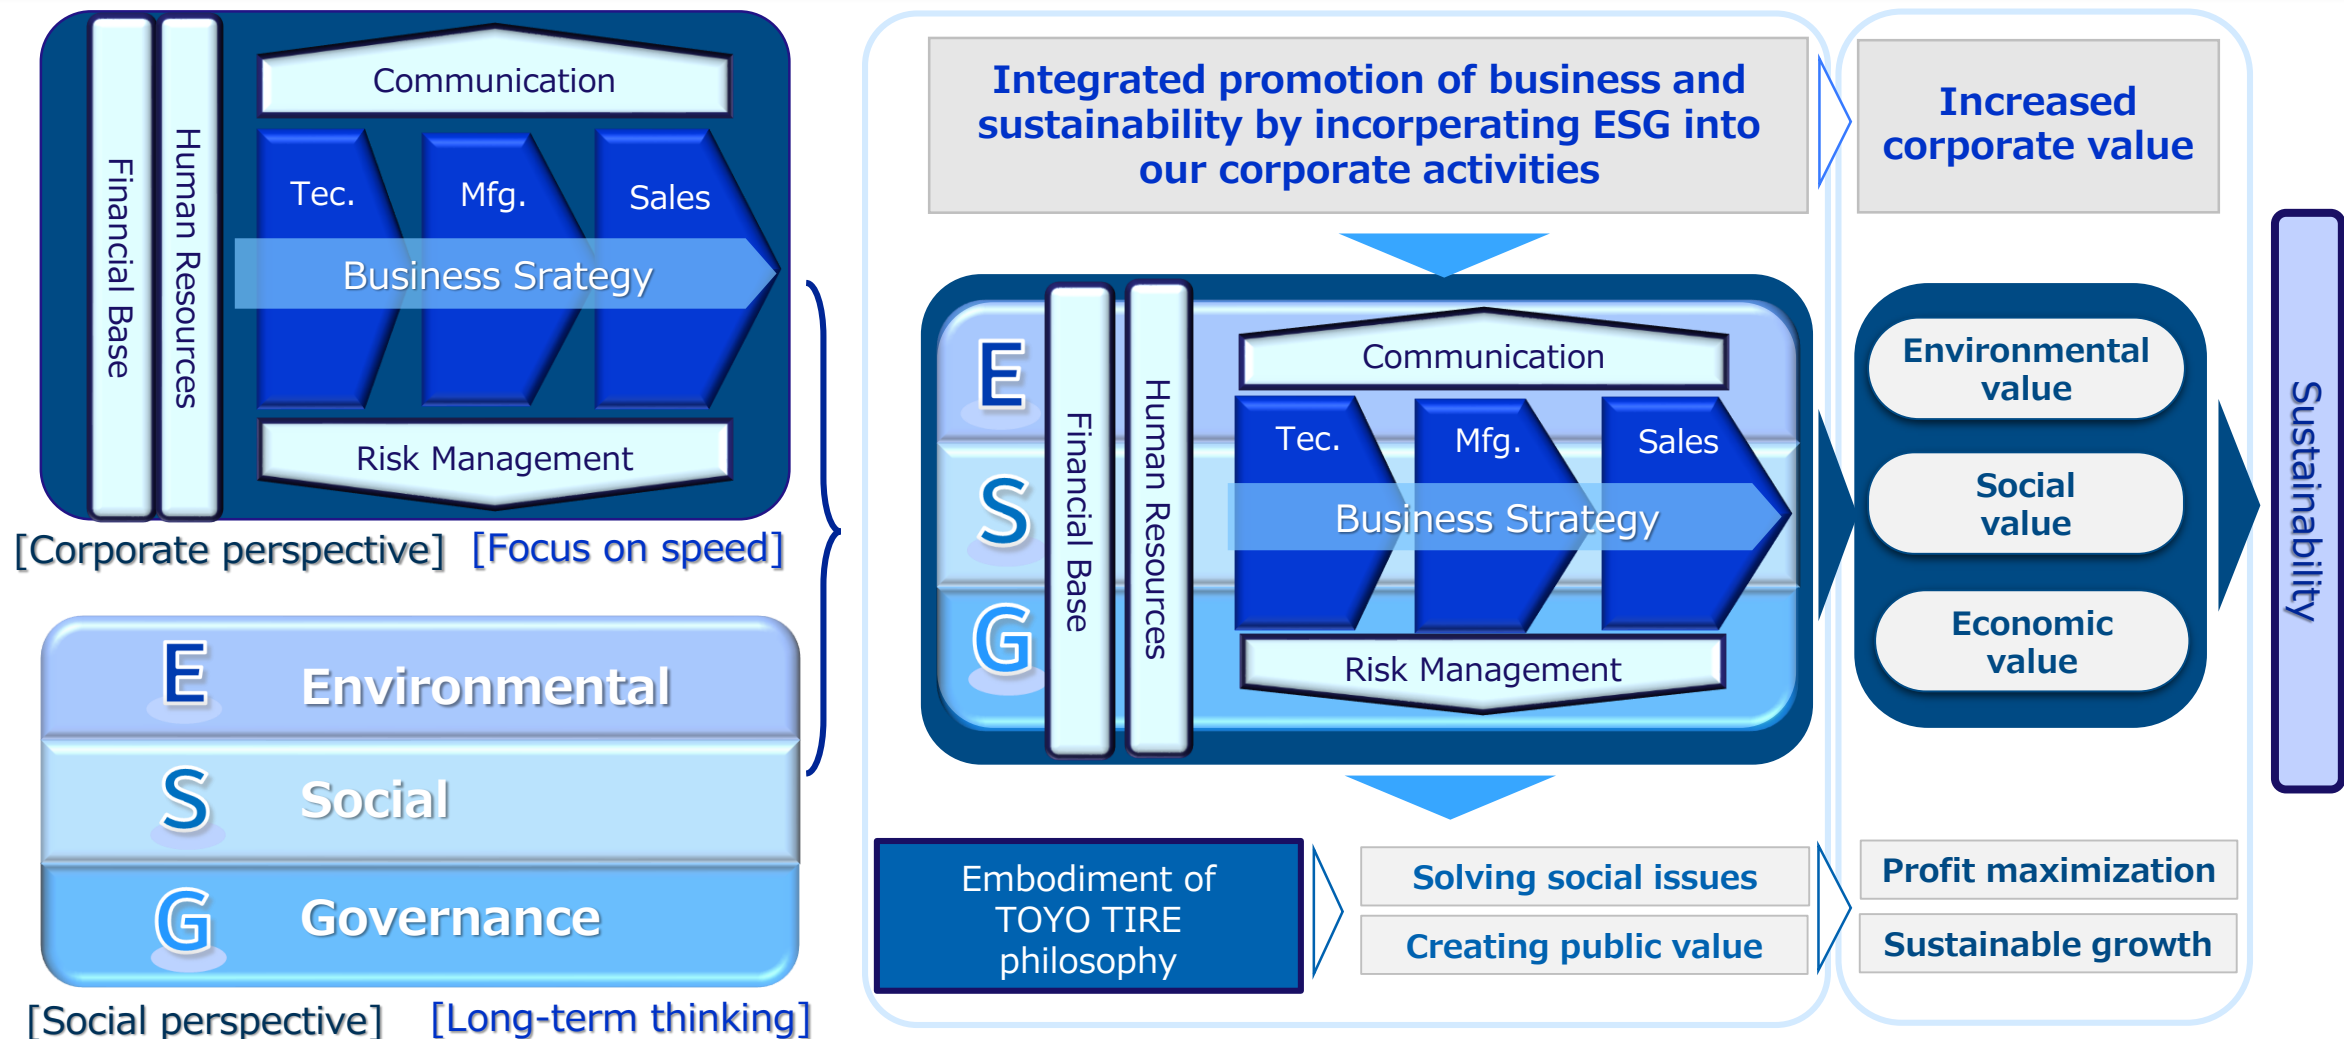 Financial Base
Human Resources
Communication
Tec.
Mfg.
Sales
Business Srategy
Risk Management
[Corporate perspective]
[Focus on speed]
E
Environmental
S
Social
G
Governance
[Social perspective]
[Long-term thinking]
Integrated promotion of business and
sustainability by incorperating ESG into
our corporate activities
E
S
G
Financial Base
Human Resources
Communication
Tec.
Mfg.
Sales
Business Strategy
Risk Management
Embodiment of
TOYO TIRE
philosophy
Solving social issues
Creating public value
Increased
corporate value
Environmental
value
Social
value
Economic
value
Profit maximization
Sustainable growth
Sustainability